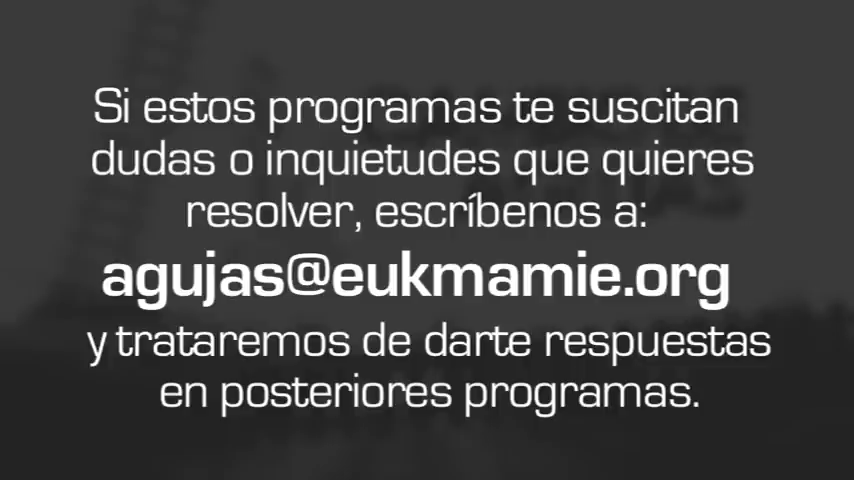 Si estos programas te suscitan
dudas o inquietudes que quieres
resolver, escríbenos a:
agujas@eukmamie.org
y trataremos de darte respuestas
en posteriores programas.